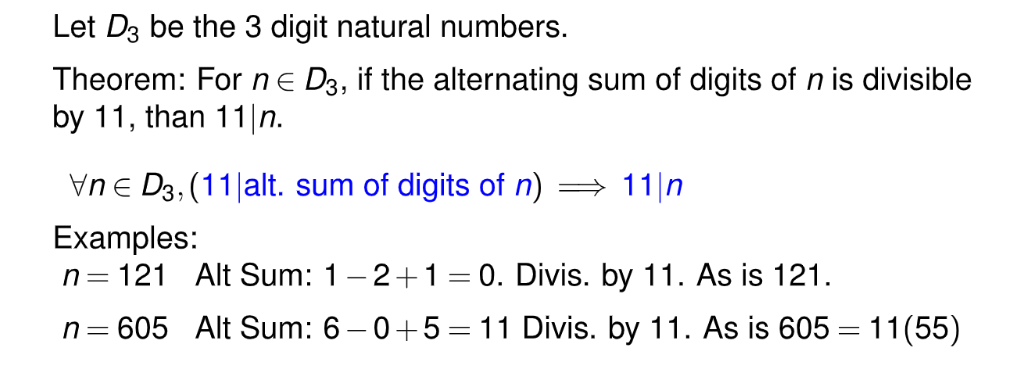 Let D₃ be the 3 digit natural numbers.
Theorem: For n ∈ D₃, if the alternating sum of digits of n is divisible
by 11, than 11|n.
∀n ∈ D₃, (11|alt. sum of digits of n) ⟹ 11|n
Examples:
n = 121 Alt Sum: 1 − 2 + 1 = 0. Divis. by 11. As is 121.
n = 605 Alt Sum: 6 − 0 + 5 = 11 Divis. by 11. As is 605 = 11(55)